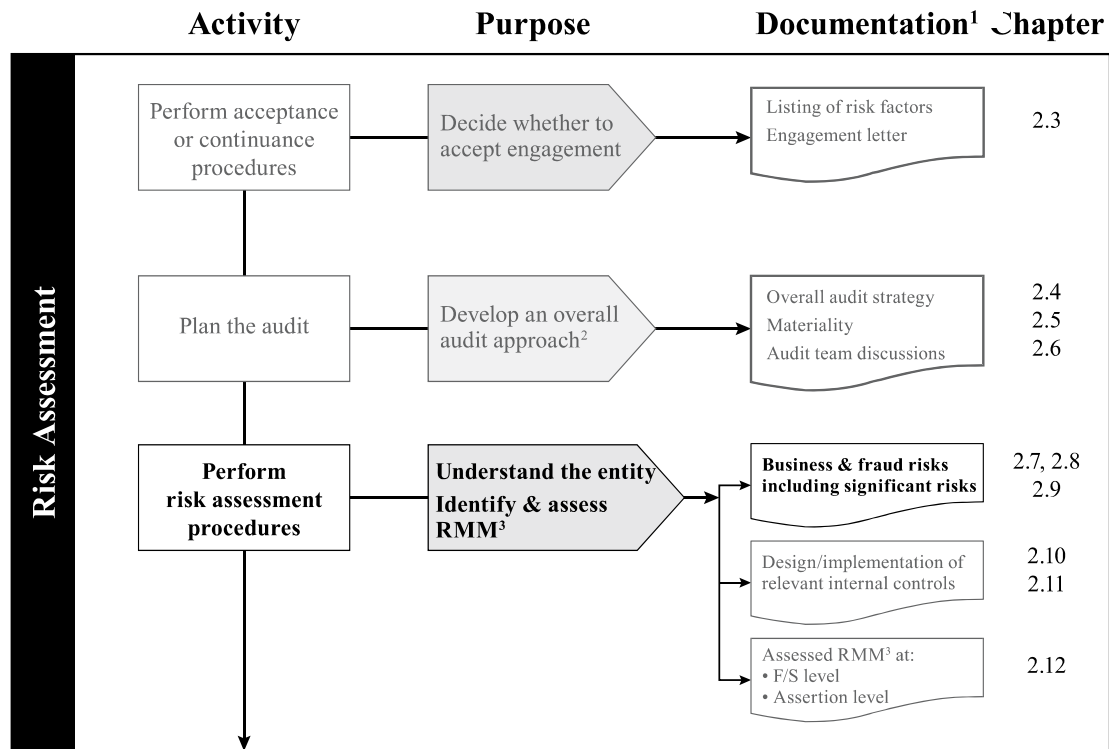 Activity
Purpose
Documentation¹
Chapter
Risk Assessment
Perform acceptance
or continuance
procedures
Decide whether to
accept engagement
Listing of risk factors
Engagement letter
2.3
Plan the audit
Develop an overall
audit approach²
Overall audit strategy
Materiality
Audit team discussions
2.4
2.5
2.6
Perform
risk assessment
procedures
Understand the entity
Identify & assess
RMM³
Business & fraud risks
including significant risks
2.7, 2.8
2.9
Design/implementation of
relevant internal controls
2.10
2.11
Assessed RMM³ at:
• F/S level
• Assertion level
2.12